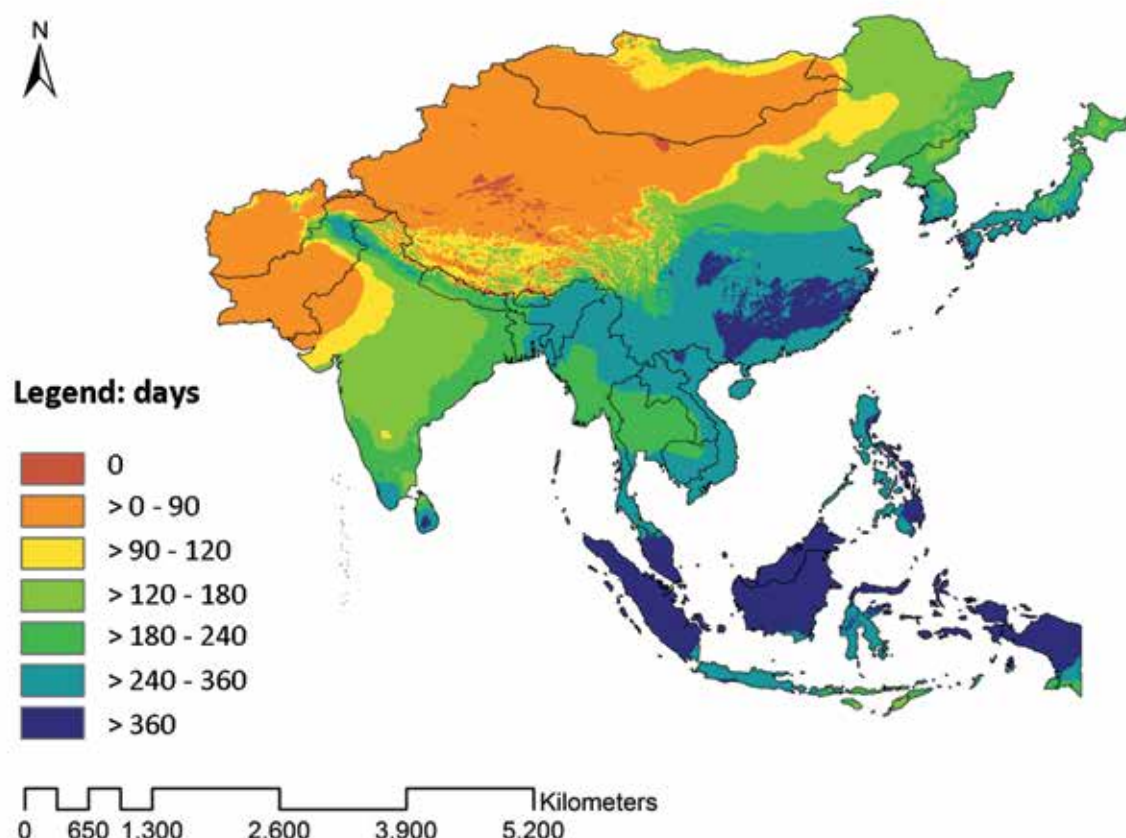 N
Legend: days
0
> 0 - 90
> 90 - 120
> 120 - 180
> 180 - 240
> 240 - 360
> 360
Kilometers
0 650 1.300 2.600 3.900 5.200